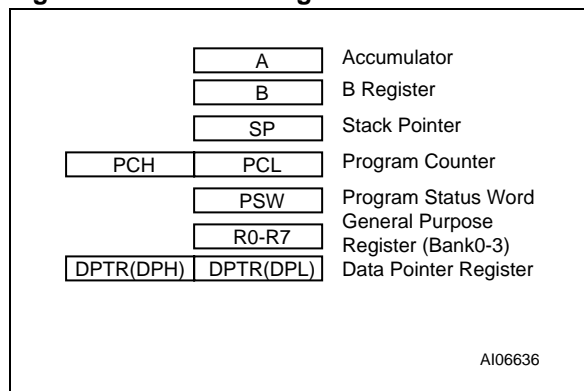 A Accumulator
B B Register
SP Stack Pointer
PCH PCL Program Counter
PSW Program Status Word
R0-R7 General Purpose
Register (Bank0-3)
DPTR(DPH) DPTR(DPL) Data Pointer Register
AI06636